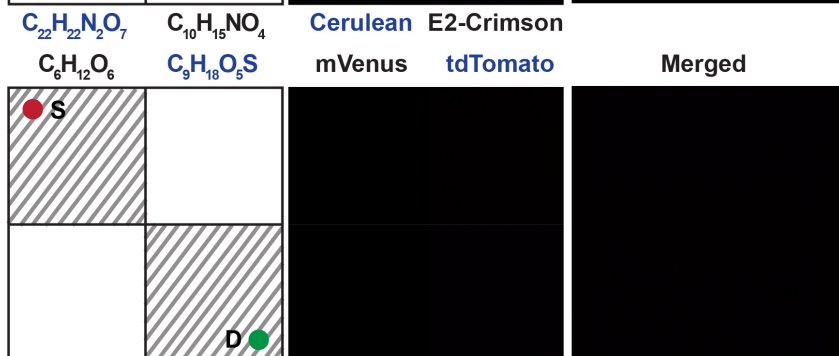 C₂₂H₂₂N₂O₇ C₁₀H₁₅NO₄ Cerulean E2-Crimson
C₆H₁₂O₆ C₉H₁₈O₅S mVenus tdTomato Merged
S
D